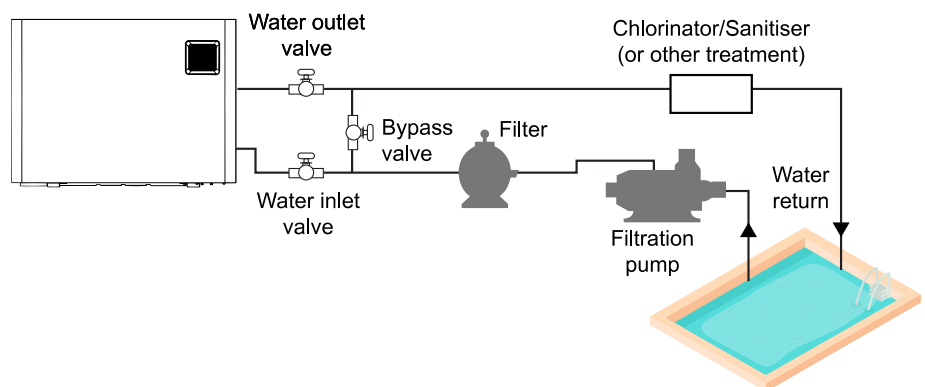 Water outlet
valve
Chlorinator/Sanitiser
(or other treatment)
Bypass
valve
Filter
Water inlet
valve
Filtration
pump
Water
return